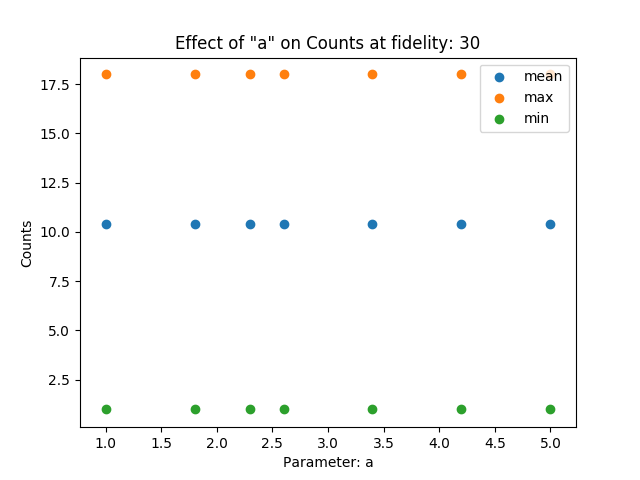 Effect of "a" on Counts at fidelity: 30
mean
max
min
Counts
17.5
15.0
12.5
10.0
7.5
5.0
2.5
1.0 1.5 2.0 2.5 3.0 3.5 4.0 4.5 5.0
Parameter: a